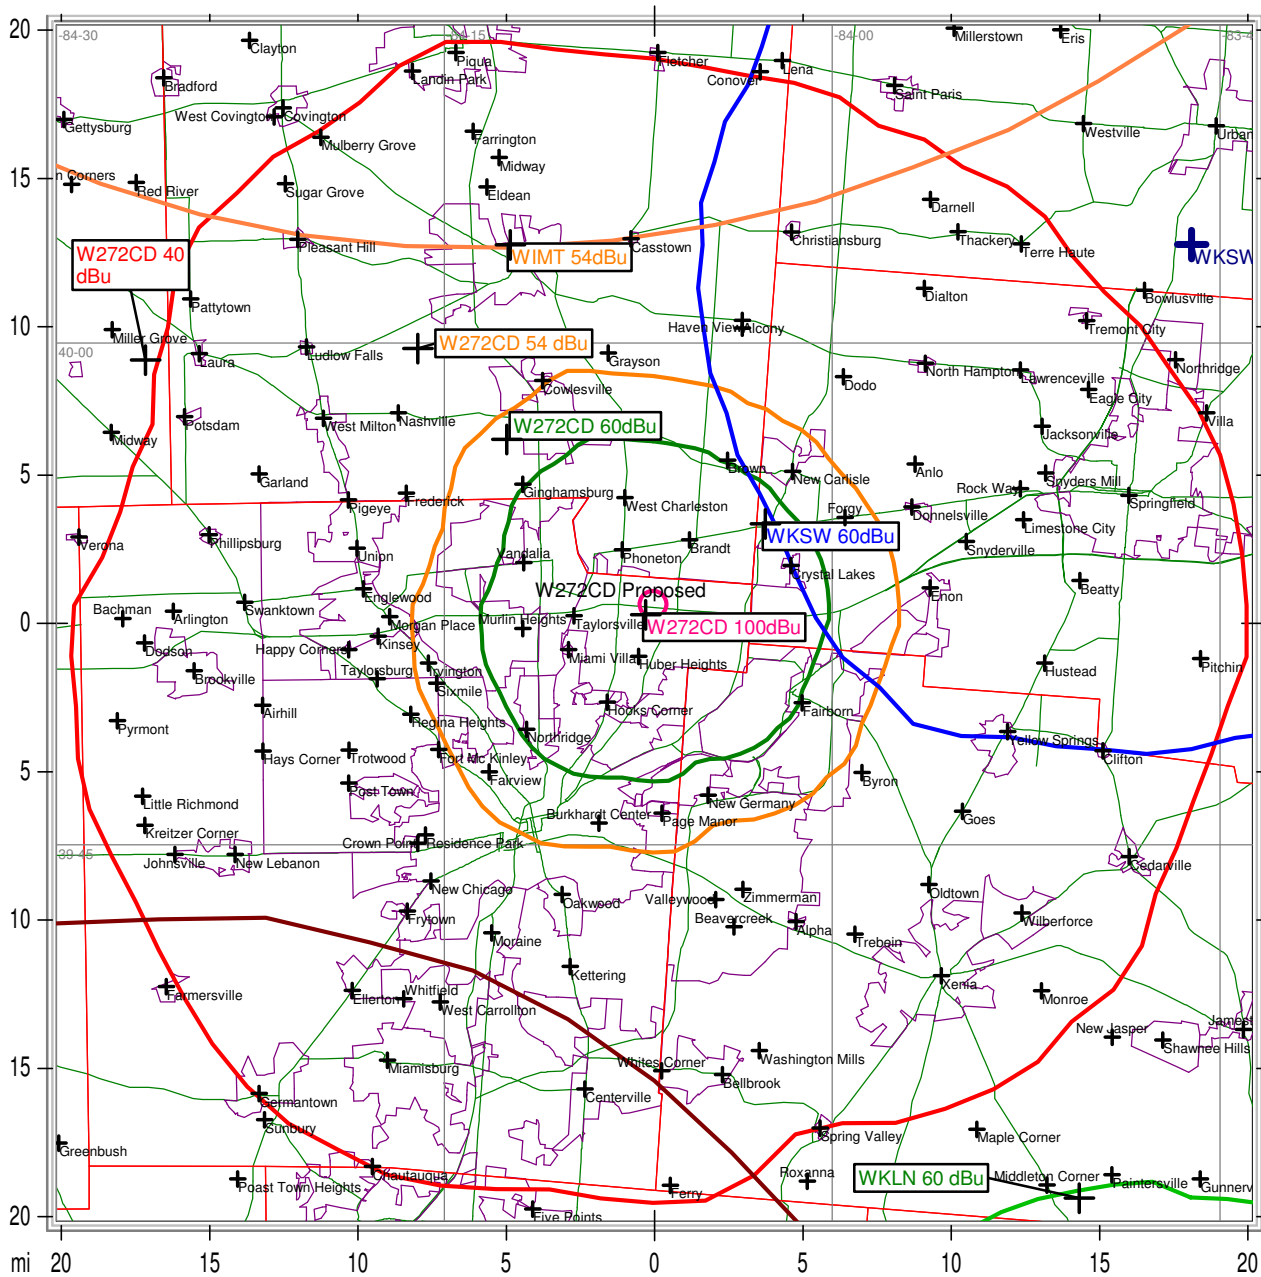 20
-84-30
Clayton
-84-15
-84-00
Millerstown
Eris
-83-4
Piqua
Fletcher
Lena
Conover
Landin Park
Bradford
Saint Paris
West Covington
Covington
Gettysburg
Farrington
Westville
Urban
Mulberry Grove
Midway
n Corners
15
Red River
Sugar Grove
Eldean
Darnell
Christiansburg
Thackery
Terre Haute
Pleasant Hill
Casstown
W272CD 40
dBu
WIMT 54dBu
WKSW
Dialton
Bowlusville
Pattytown
10
Miller Grove
Haven View
Alcony
Tremont City
40-00
W272CD 54 dBu
Laura
Ludlow Falls
Grayson
North Hampton
Lawrenceville
Northridge
Cowlesville
Dodo
Eagle City
Potsdam
West Milton
Nashville
W272CD 60dBu
Villa
Midway
Jacksonville
5
Garland
Brown
New Carlisle
Anlo
Rock Way
Snyders Mill
Ginghamsburg
Springfield
Pigeye
Frederick
West Charleston
Forgy
Donnelsville
Limestone City
Verona
Phillipsburg
Union
Vandalia
Phoneton
Brandt
WKSW 60dBu
Snyderville
Crystal Lakes
Englewood
W272CD Proposed
Enon
Beatty
Bachman
Arlington
Swanktown
Morgan Place
Murlin Heights
Taylorsville
0
W272CD 100dBu
Dodson
Happy Corners
Kinsey
Miami Villa
Huber Heights
Brookville
Taylorsburg
Irvington
Hustead
Pitchin
Sixmile
Airhill
Regina Heights
Hooks Corner
Fairborn
Pyrmont
Northridge
Yellow Springs
Hays Corner
Trotwood
Fort Mc Kinley
Clifton
5
Post Town
Fairview
Byron
Little Richmond
New Germany
Kreitzer Corner
Burkhardt Center
Page Manor
Goes
Crown Point
Residence Park
39-45
Johnsville
New Lebanon
Cedarville
New Chicago
Oakwood
Valleywood
Zimmerman
Oldtown
10
Frytown
Beavercreek
Alpha
Wilberforce
Moraine
Trebein
Kettering
Xenia
Farmersville
Ellerton
Whitfield
West Carrollton
Monroe
New Jasper
James
Shawnee Hills
15
Miamisburg
Whites Corner
Washington Mills
Bellbrook
Germantown
Centerville
Sunbury
Spring Valley
Maple Corner
Greenbush
Chautauqua
Poast Town Heights
Ferry
Roxanna
WKLN 60 dBu
Middleton Corner
Paintersville
Gunnerv
20
Five Points
mi 20 15 10 5 0 5 10 15 20